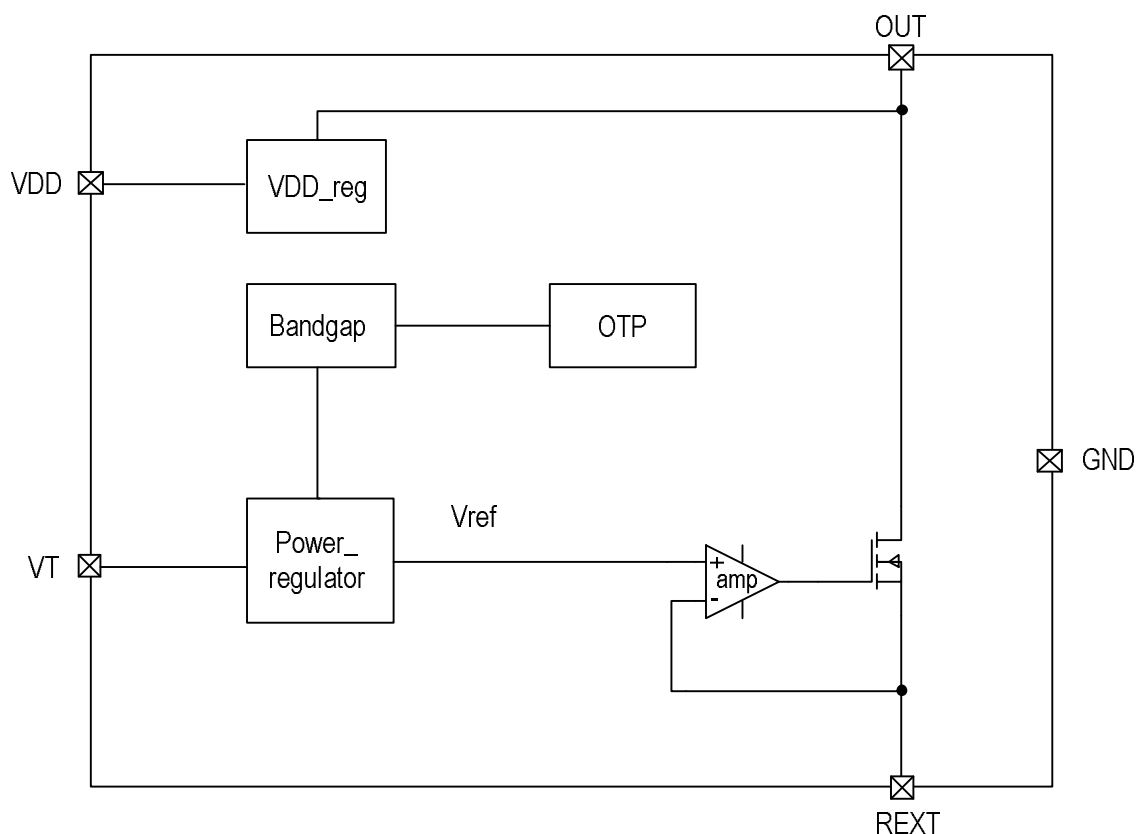 OUT
VDD
VDD_reg
Bandgap
OTP
GND
Vref
VT
Power_
regulator
+
amp
-
REXT